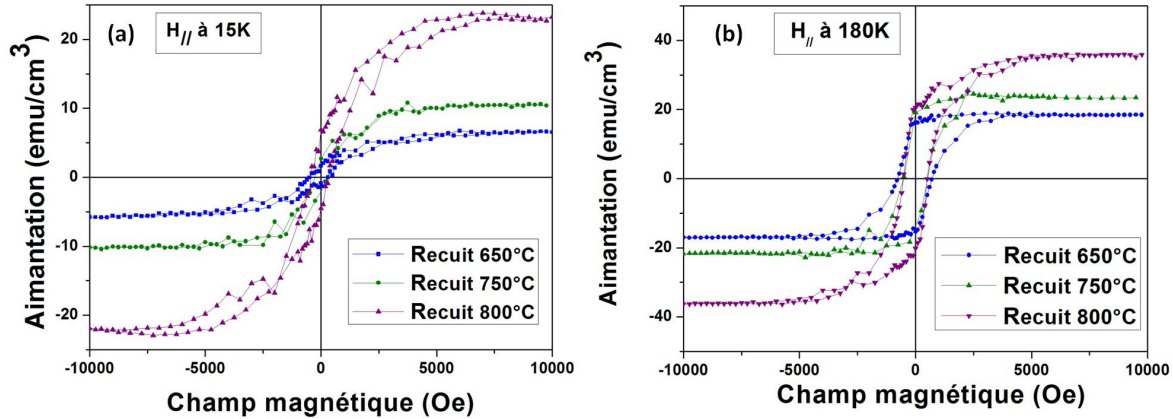 (a)
H// à 15K
Aimantation (emu/cm³)
20
10
0
-10
-20
Recuit 650°C
Recuit 750°C
Recuit 800°C
-10000 -5000 0 5000 10000
Champ magnétique (Oe)
(b)
H// à 180K
Aimantation (emu/cm³)
40
20
0
-20
-40
Recuit 650°C
Recuit 750°C
Recuit 800°C
-10000 -5000 0 5000 10000
Champ magnétique (Oe)